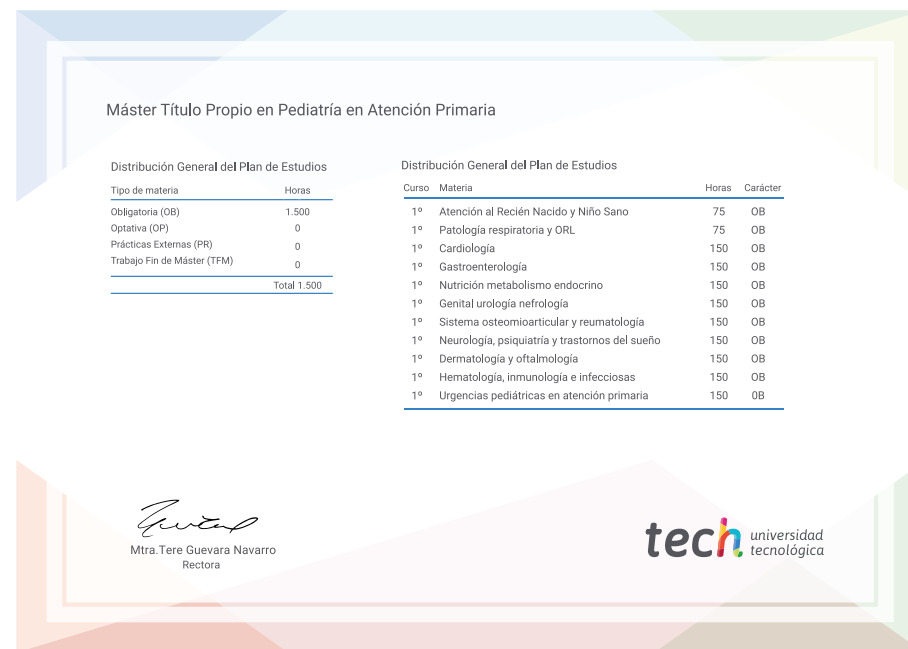 Máster Título Propio en Pediatría en Atención Primaria
Distribución General del Plan de Estudios
Tipo de materia Horas
Obligatoria (OB) 1.500
Optativa (OP) 0
Prácticas Externas (PR) 0
Trabajo Fin de Máster (TFM) 0
Total 1.500
Distribución General del Plan de Estudios
Curso Materia Horas Carácter
1º Atención al Recién Nacido y Niño Sano 75 OB
1º Patología respiratoria y ORL 75 OB
1º Cardiología 150 OB
1º Gastroenterología 150 OB
1º Nutrición metabolismo endocrino 150 OB
1º Genital urología nefrología 150 OB
1º Sistema osteomioarticular y reumatología 150 OB
1º Neurología, psiquiatría y trastornos del sueño 150 OB
1º Dermatología y oftalmología 150 OB
1º Hematología, inmunología e infecciosas 150 OB
1º Urgencias pediátricas en atención primaria 150 0B
Mtra.Tere Guevara Navarro
Rectora
tech universidad
tecnológica